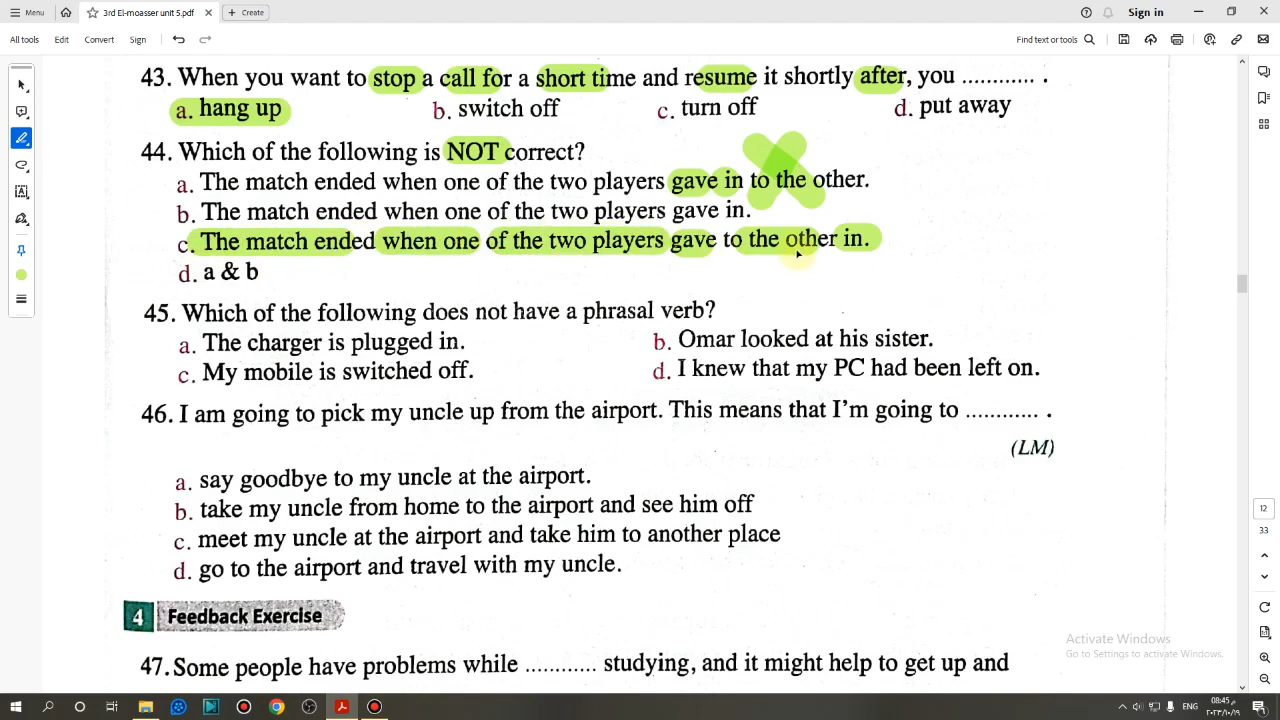 Menu
3rd El-moasser unit 5.pdf
Create
Sign in
All tools Edit Convert Sign
Find text or tools
43. When you want to stop a call for a short time and resume it shortly after, you ............ .
a. hang up b. switch off c. turn off d. put away
44. Which of the following is NOT correct?
a. The match ended when one of the two players gave in to the other.
b. The match ended when one of the two players gave in.
c. The match ended when one of the two players gave to the other in.
d. a & b
45. Which of the following does not have a phrasal verb?
a. The charger is plugged in. b. Omar looked at his sister.
c. My mobile is switched off. d. I knew that my PC had been left on.
46. I am going to pick my uncle up from the airport. This means that I'm going to ............ .
(LM)
a. say goodbye to my uncle at the airport.
b. take my uncle from home to the airport and see him off
c. meet my uncle at the airport and take him to another place
d. go to the airport and travel with my uncle.
4 Feedback Exercise
47. Some people have problems while ............ studying, and it might help to get up and
12
33
Activate Windows
Go to Settings to activate Windows.
ENG
08:45 م
٢٠٢٣/١٠/١٩